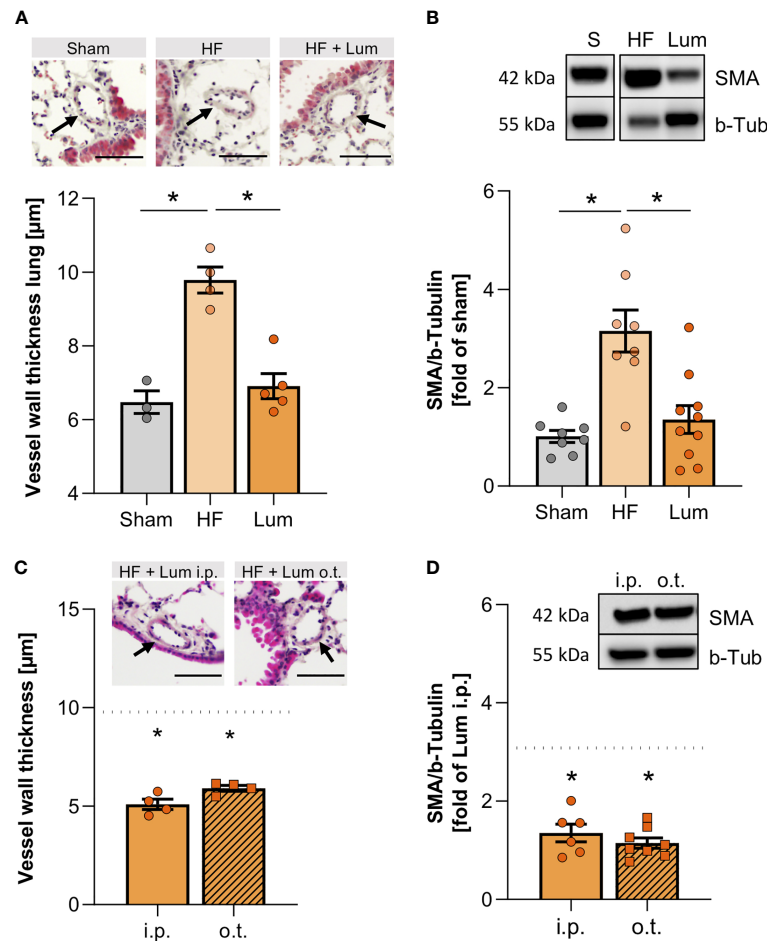 A
Sham HF HF + Lum
Vessel wall thickness lung [µm]
12
10
8
6
4
* *
Sham HF Lum
B
S HF Lum
42 kDa SMA
55 kDa b-Tub
SMA/b-Tubulin
[fold of sham]
6
4
2
0
* *
Sham HF Lum
C
HF + Lum i.p. HF + Lum o.t.
Vessel wall thickness [µm]
15
10
5
0
* *
i.p. o.t.
D
i.p. o.t.
42 kDa SMA
55 kDa b-Tub
SMA/b-Tubulin
[fold of Lum i.p.]
6
4
2
0
* *
i.p. o.t.